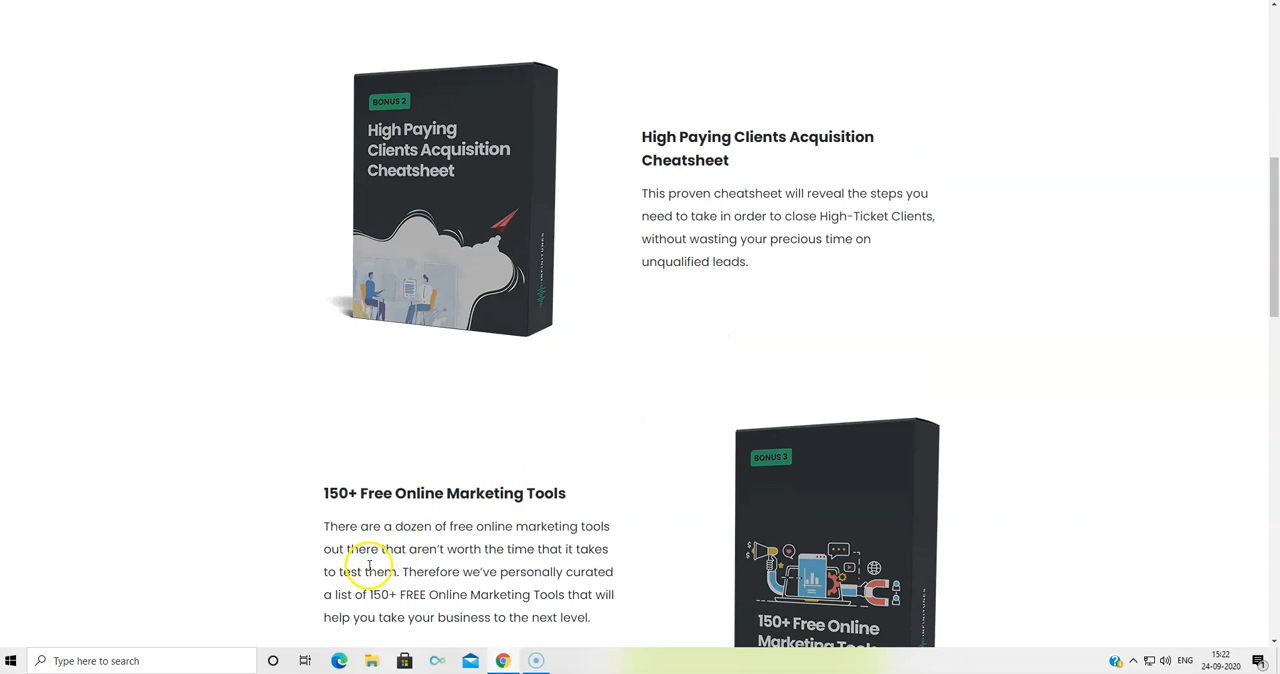 BONUS 2
High Paying
Clients Acquisition
Cheatsheet
INFINITUNES
High Paying Clients Acquisition
Cheatsheet
This proven cheatsheet will reveal the steps you
need to take in order to close High-Ticket Clients,
without wasting your precious time on
unqualified leads.
150+ Free Online Marketing Tools
There are a dozen of free online marketing tools
out there that aren't worth the time that it takes
to test them. Therefore we've personally curated
a list of 150+ FREE Online Marketing Tools that will
help you take your business to the next level.
BONUS 3
150+ Free Online
Marketing Tools
Type here to search
ENG
15:22
24-09-2020